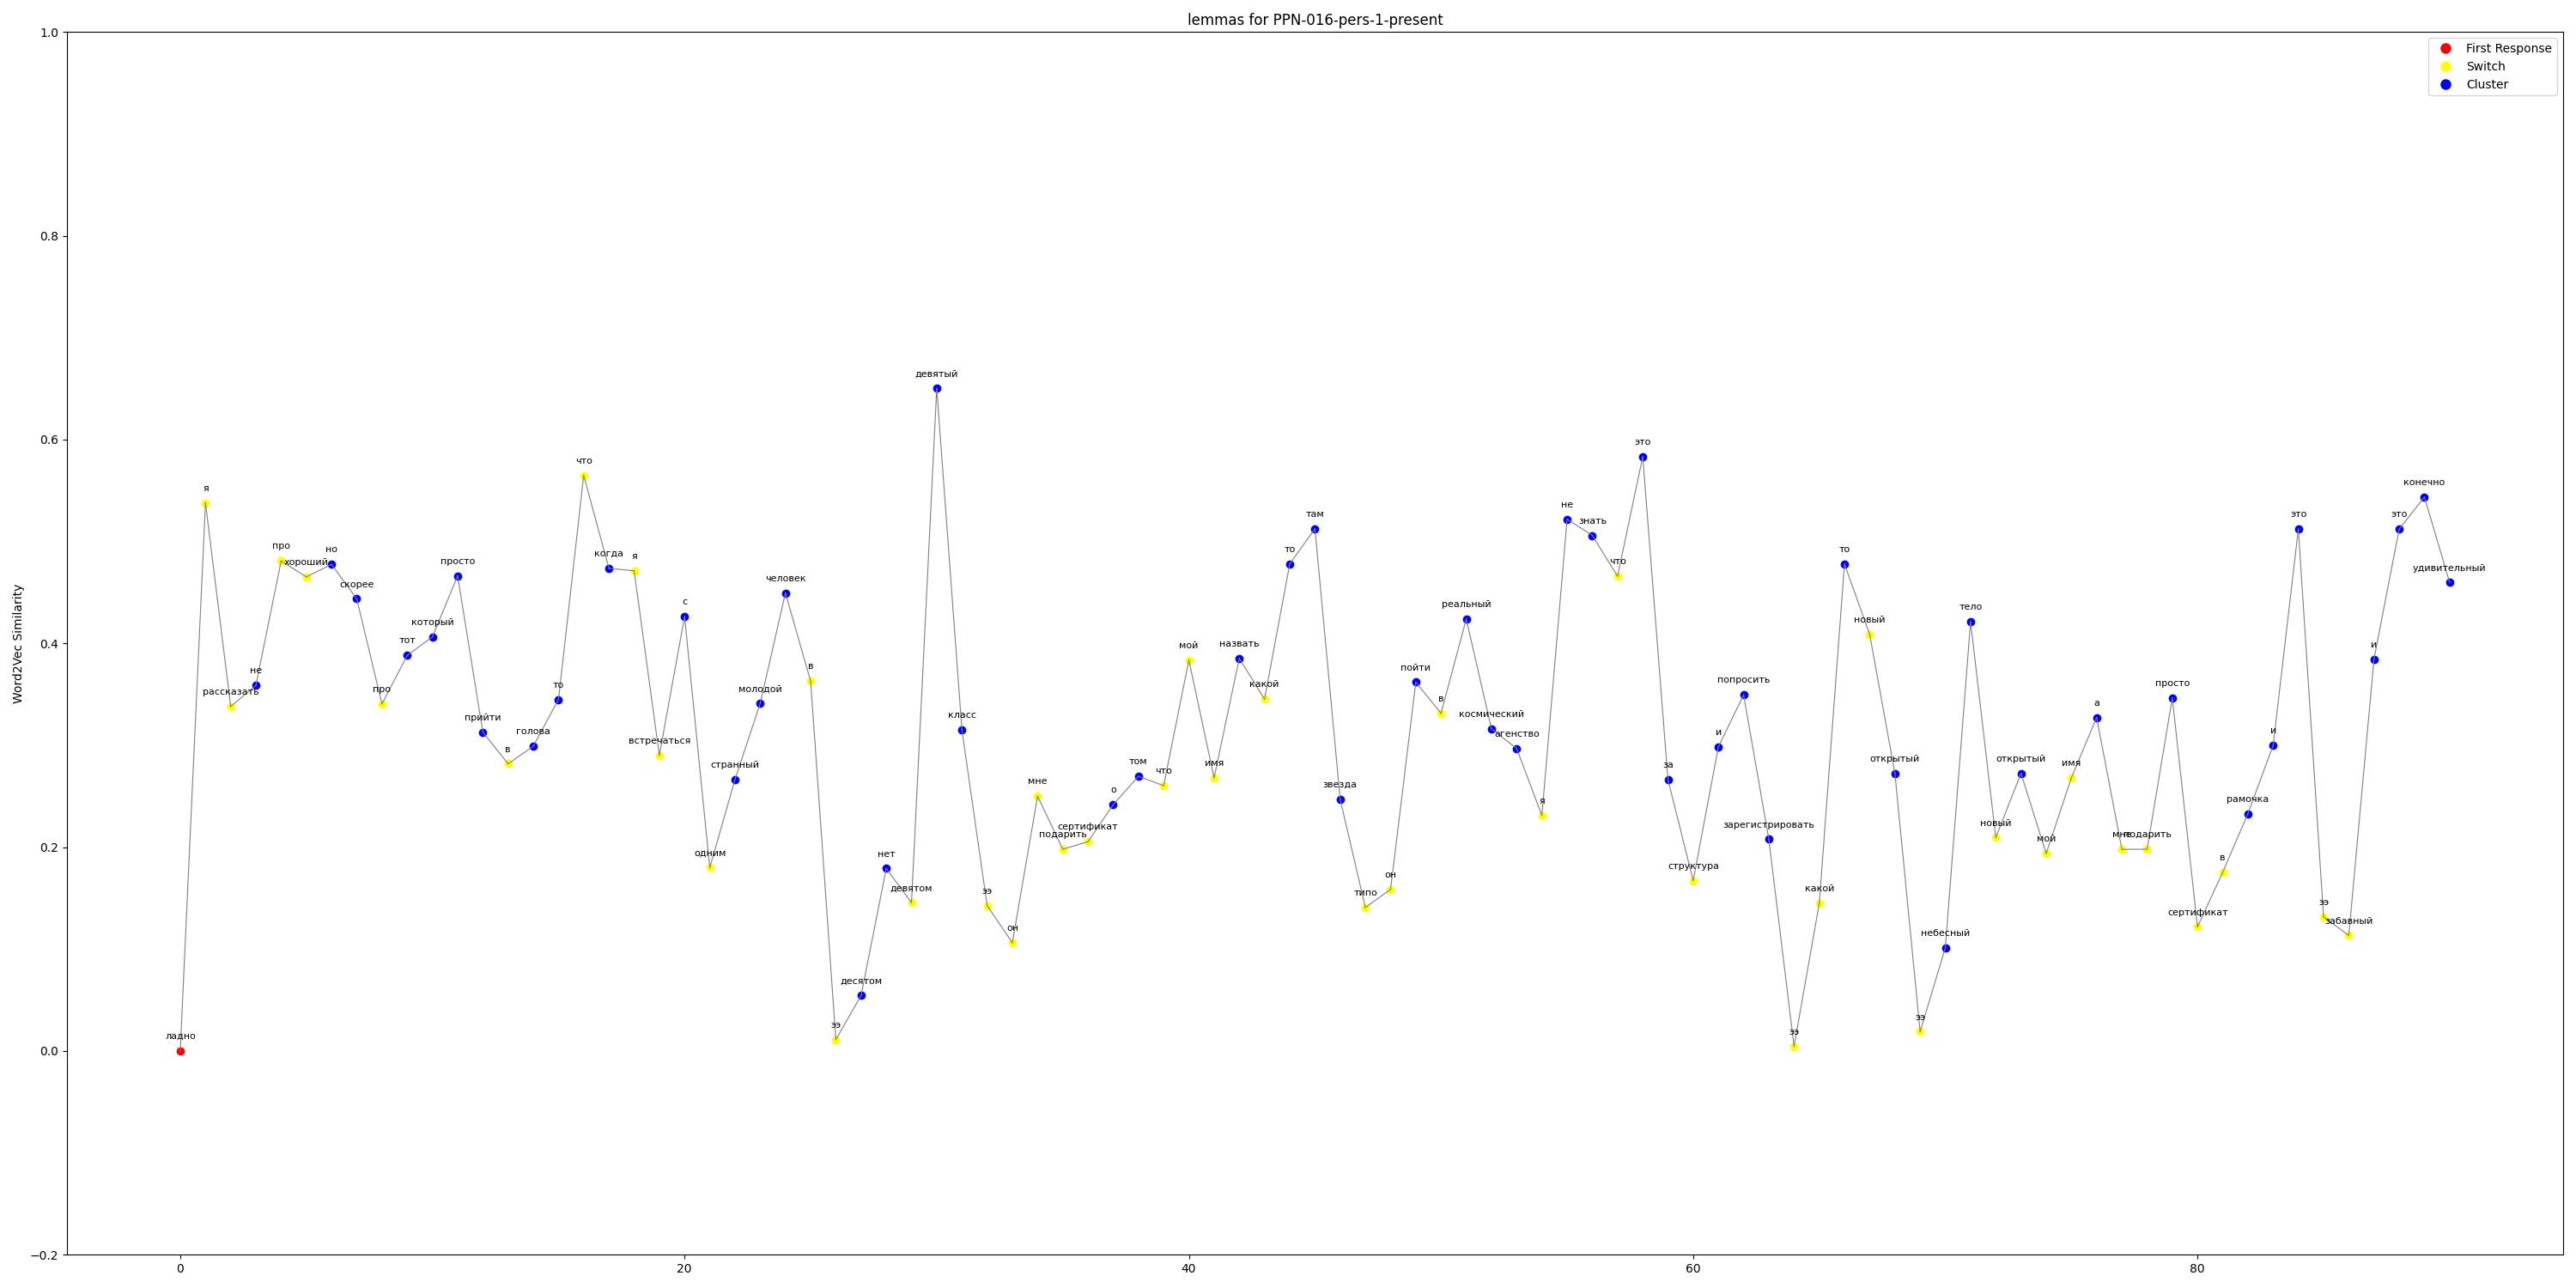 lemmas for PPN-016-pers-1-present
First Response
Switch
Cluster
Word2Vec Similarity
1.0
0.8
0.6
0.4
0.2
0.0
−0.2
ладно
я
рассказать
не
про
хороший
но
скорее
про
тот
который
просто
прийти
в
голова
то
что
когда
я
встречаться
с
одним
странный
молодой
человек
в
ээ
десятом
нет
девятом
девятый
класс
ээ
он
мне
подарить
сертификат
о
том
что
мой
имя
назвать
какой
то
там
звезда
типо
он
пойти
в
реальный
космический
агенство
я
не
знать
что
это
за
структура
и
попросить
зарегистрировать
ээ
какой
то
новый
открытый
ээ
небесный
тело
новый
открытый
мой
имя
а
мне
подарить
просто
сертификат
в
рамочка
и
это
ээ
забавный
и
это
конечно
удивительный
0
20
40
60
80